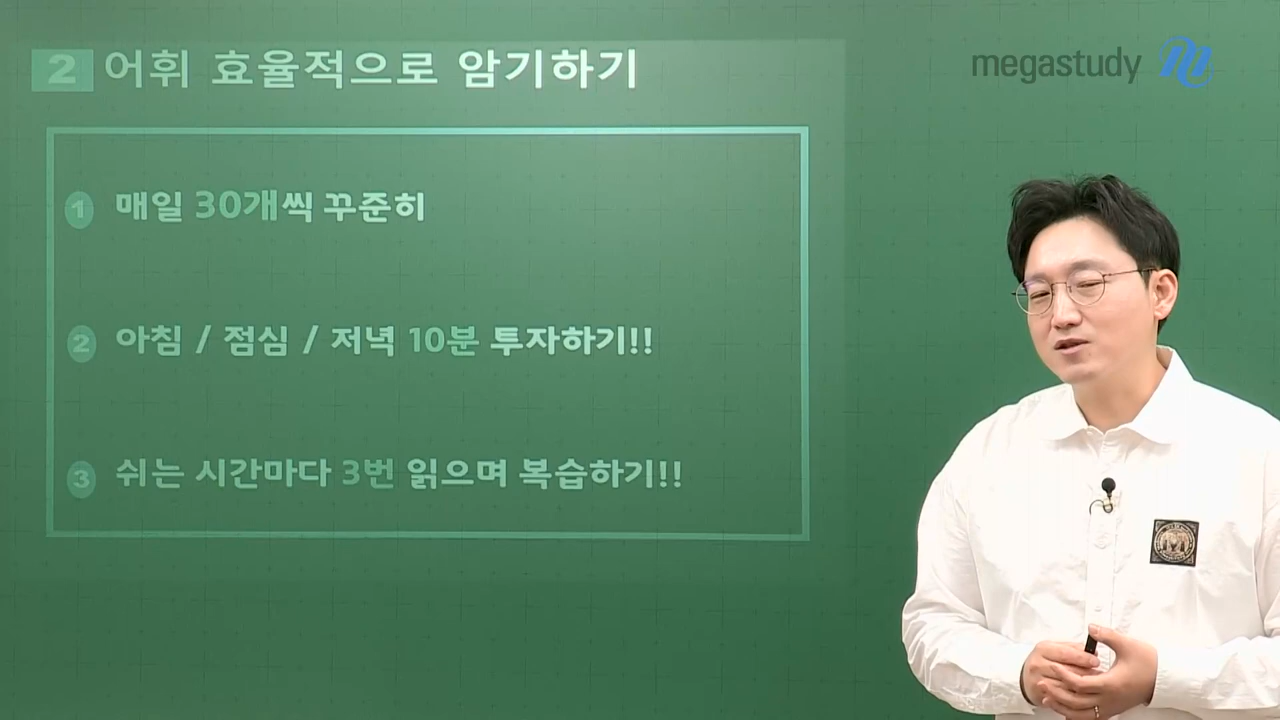 2 어휘 효율적으로 암기하기
megastudy
1 매일 30개씩 꾸준히
2 아침 / 점심 / 저녁 10분 투자하기!!
3 쉬는 시간마다 3번 읽으며 복습하기!!